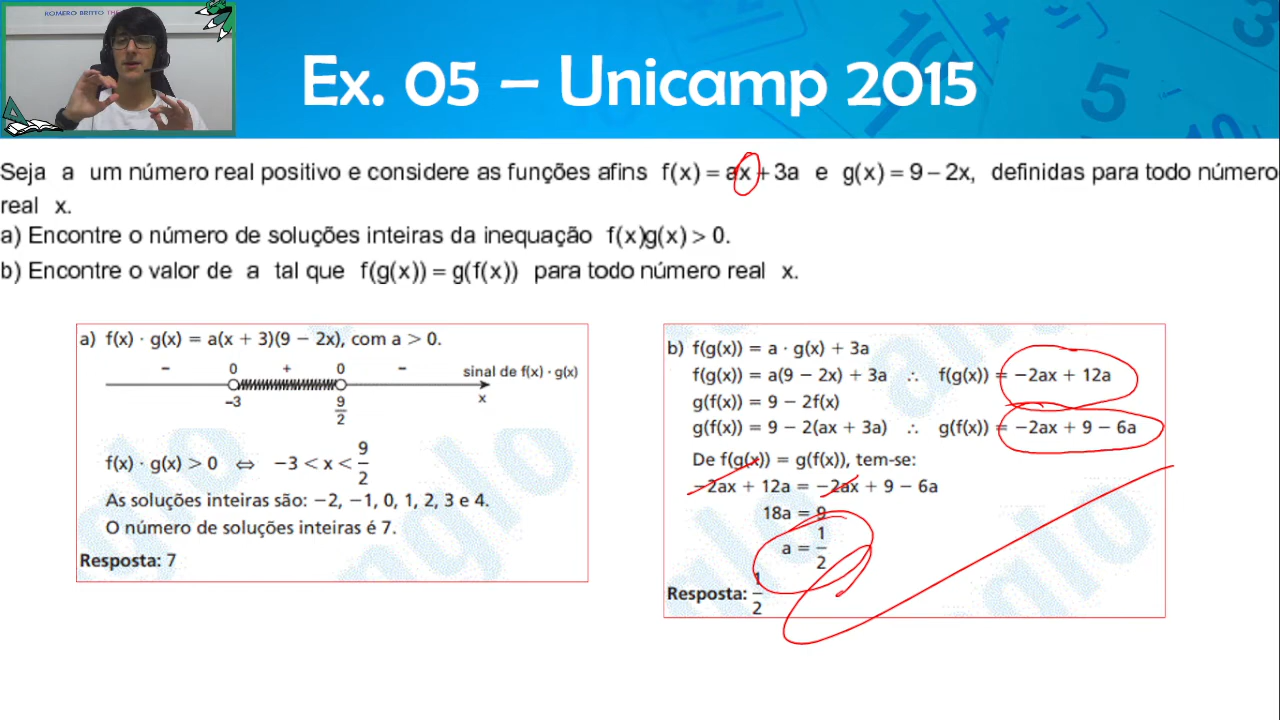 ROMERO BRITTO THE
Ex. 05 – Unicamp 2015
Seja a um número real positivo e considere as funções afins f(x) = ax + 3a e g(x) = 9 – 2x, definidas para todo número
real x.
a) Encontre o número de soluções inteiras da inequação f(x)g(x) > 0.
b) Encontre o valor de a tal que f(g(x)) = g(f(x)) para todo número real x.
a) f(x) · g(x) = a(x + 3)(9 – 2x), com a > 0.
– 0 + 0 – sinal de f(x) · g(x)
–3 9/2 x
f(x) · g(x) > 0 ⇔ –3 < x < 9/2
As soluções inteiras são: –2, –1, 0, 1, 2, 3 e 4.
O número de soluções inteiras é 7.
Resposta: 7
b) f(g(x)) = a · g(x) + 3a
f(g(x)) = a(9 – 2x) + 3a ∴ f(g(x)) = –2ax + 12a
g(f(x)) = 9 – 2f(x)
g(f(x)) = 9 – 2(ax + 3a) ∴ g(f(x)) = –2ax + 9 – 6a
De f(g(x)) = g(f(x)), tem-se:
–2ax + 12a = –2ax + 9 – 6a
18a = 9
a = 1/2
Resposta: 1/2